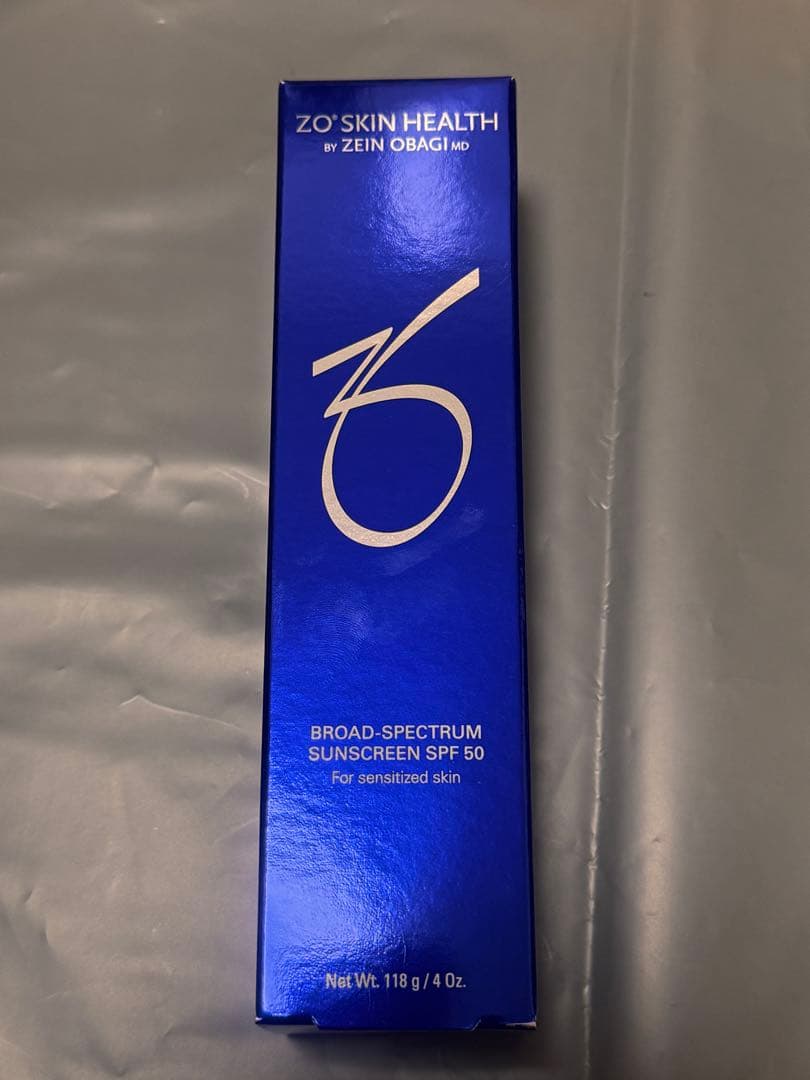 ZO® SKIN HEALTH
BY ZEIN OBAGI MD
ZO
BROAD-SPECTRUM
SUNSCREEN SPF 50
For sensitized skin
Net Wt. 118 g / 4 Oz.